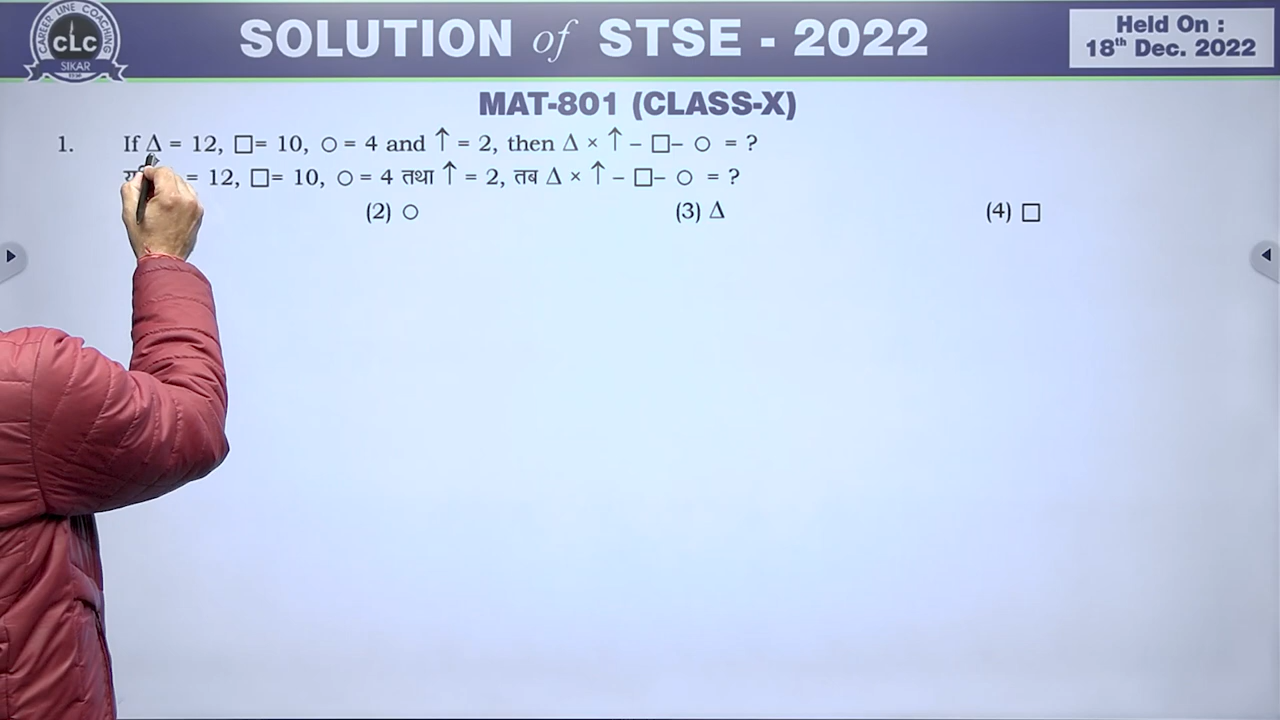 CAREER LINE COACHING
CLC
SIKAR
SOLUTION of STSE - 2022
Held On :
18th Dec. 2022
MAT-801 (CLASS-X)
1. If Δ = 12, □= 10, ○ = 4 and ↑ = 2, then Δ × ↑ – □– ○ = ?
= 12, □= 10, ○ = 4 तथा ↑ = 2, तब Δ × ↑ – □– ○ = ?
(2) ○ (3) Δ (4) □